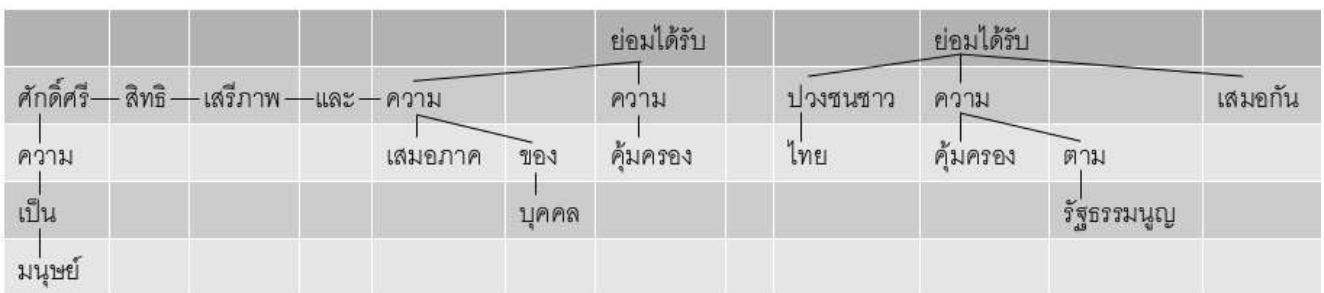 ย่อมได้รับ ย่อมได้รับ
ศักดิ์ศรี สิทธิ เสรีภาพ และ ความ ความ ปวงชนชาว ความ เสมอกัน
ความ เสมอภาค ของ คุ้มครอง ไทย คุ้มครอง ตาม
เป็น บุคคล รัฐธรรมนูญ
มนุษย์